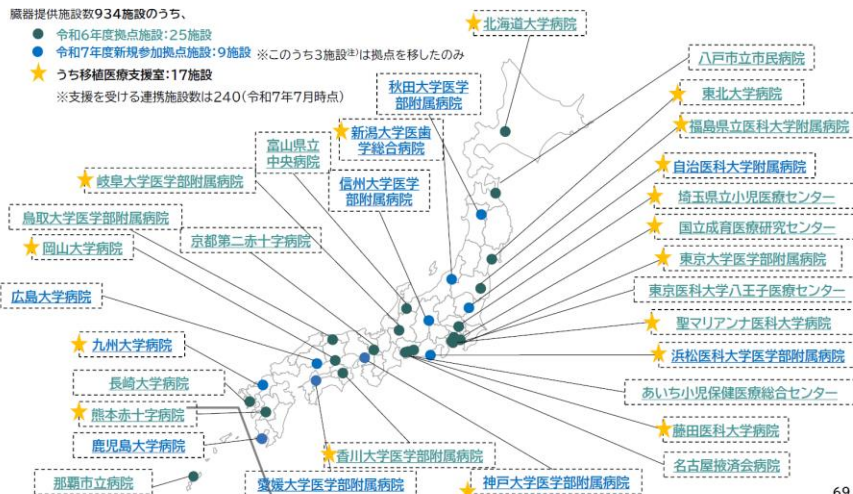 臓器提供施設数934施設のうち、
令和6年度拠点施設：25施設
令和7年度新規参加拠点施設：9施設 ※このうち3施設注）は拠点を移したのみ
うち移植医療支援室：17施設
※支援を受ける連携施設数は240（令和7年7月時点）
北海道大学病院
八戸市立市民病院
秋田大学医学
部附属病院
東北大学病院
新潟大学医歯
学総合病院
福島県立医科大学附属病院
富山県立
中央病院
信州大学医学
部附属病院
自治医科大学附属病院
岐阜大学医学部附属病院
埼玉県立小児医療センター
鳥取大学医学部附属病院
国立成育医療研究センター
京都第二赤十字病院
岡山大学病院
東京大学医学部附属病院
東京医科大学八王子医療センター
広島大学病院
聖マリアンナ医科大学病院
九州大学病院
浜松医科大学医学部附属病院
長崎大学病院
あいち小児保健医療総合センター
熊本赤十字病院
藤田医科大学病院
鹿児島大学病院
香川大学医学部附属病院
名古屋掖済会病院
那覇市立病院
愛媛大学医学部附属病院
神戸大学医学部附属病院
69